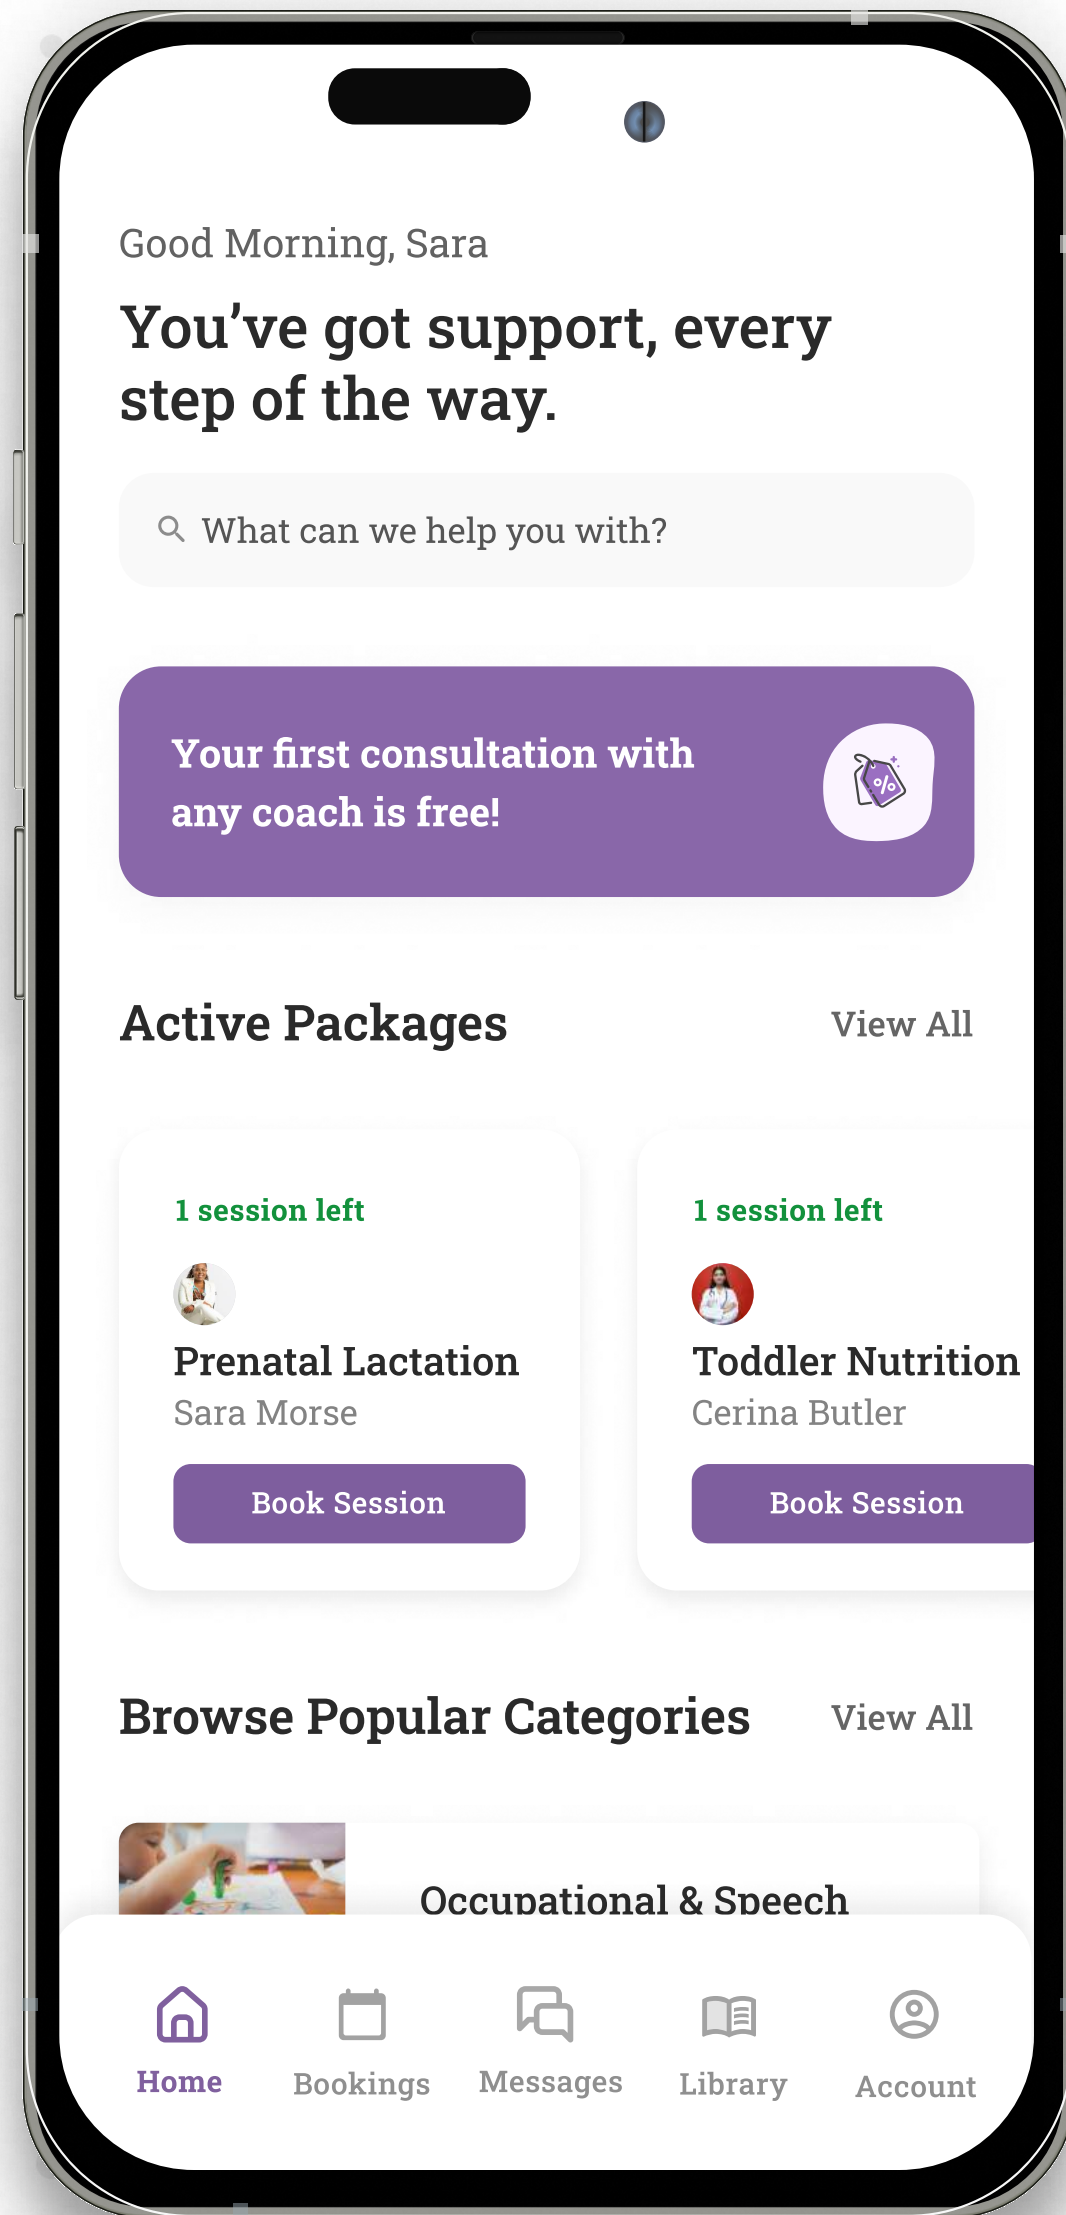 Good Morning, Sara
You’ve got support, every
step of the way.
What can we help you with?
Your first consultation with
any coach is free!
%
Active Packages
View All
1 session left
Prenatal Lactation
Sara Morse
Book Session
1 session left
Toddler Nutrition
Cerina Butler
Book Session
Browse Popular Categories
View All
Occupational & Speech
Home
Bookings
Messages
Library
Account